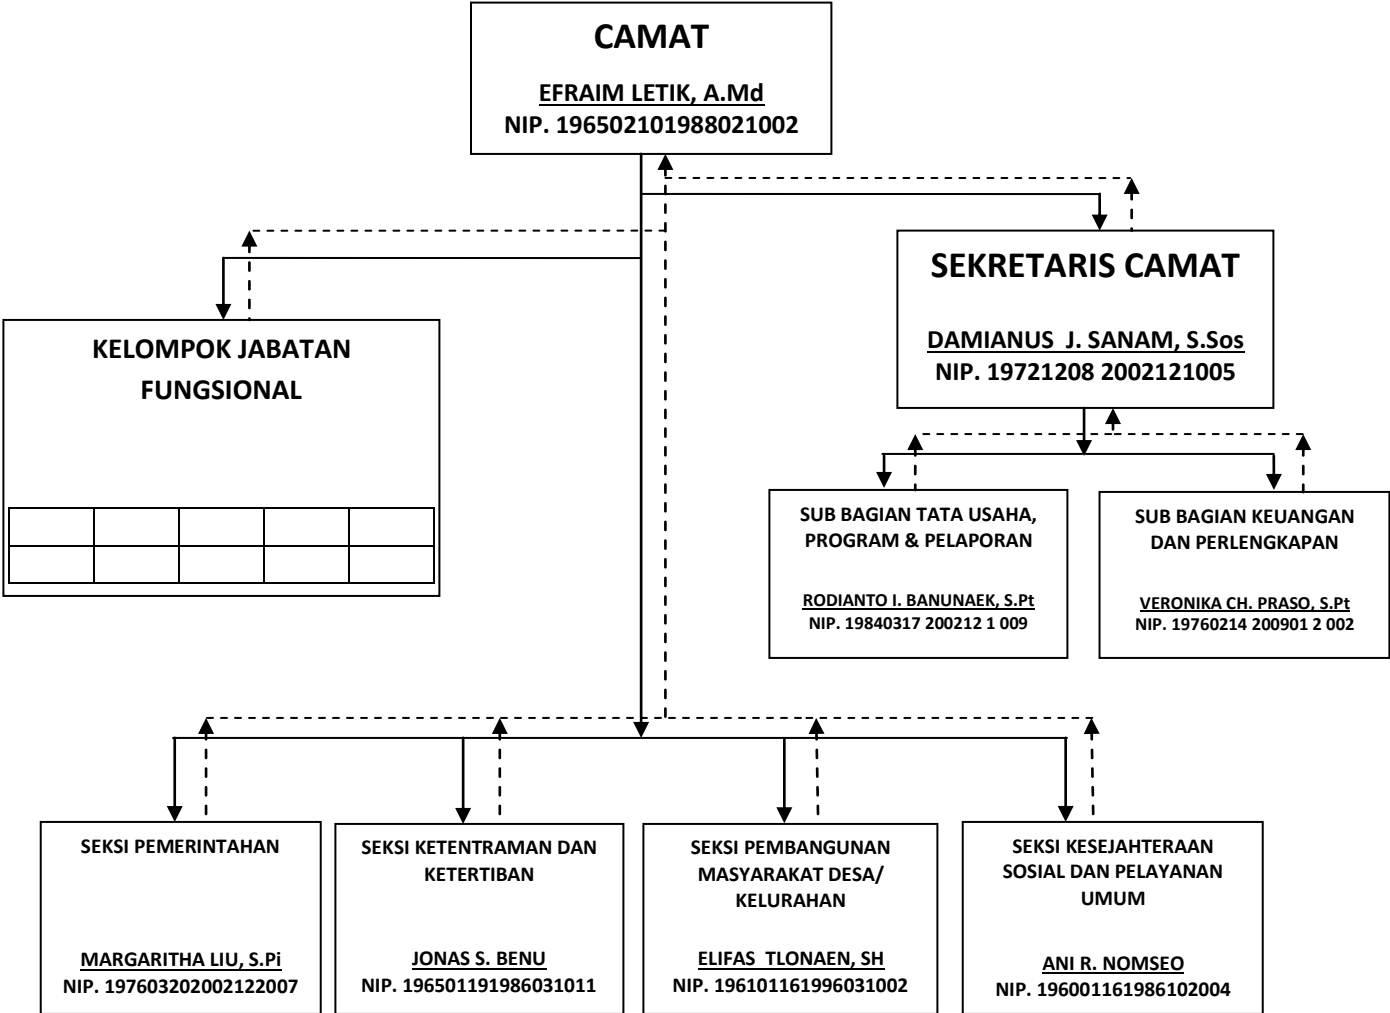 CAMAT
EFRAIM LETIK, A.Md
NIP. 196502101988021002
SEKRETARIS CAMAT
DAMIANUS J. SANAM, S.Sos
NIP. 19721208 2002121005
KELOMPOK JABATAN
FUNGSIONAL
SUB BAGIAN TATA USAHA,
PROGRAM & PELAPORAN
RODIANTO I. BANUNAEK, S.Pt
NIP. 19840317 200212 1 009
SUB BAGIAN KEUANGAN
DAN PERLENGKAPAN
VERONIKA CH. PRASO, S.Pt
NIP. 19760214 200901 2 002
SEKSI PEMERINTAHAN
MARGARITHA LIU, S.Pi
NIP. 197603202002122007
SEKSI KETENTRAMAN DAN
KETERTIBAN
JONAS S. BENU
NIP. 196501191986031011
SEKSI PEMBANGUNAN
MASYARAKAT DESA/
KELURAHAN
ELIFAS TLONAEN, SH
NIP. 196101161996031002
SEKSI KESEJAHTERAAN
SOSIAL DAN PELAYANAN
UMUM
ANI R. NOMSEO
NIP. 196001161986102004